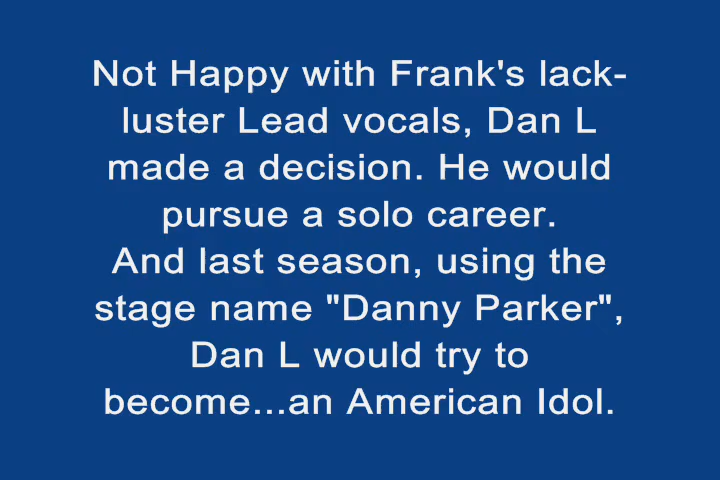 Not Happy with Frank's lack-
luster Lead vocals, Dan L
made a decision. He would
pursue a solo career.
And last season, using the
stage name "Danny Parker",
Dan L would try to
become...an American Idol.